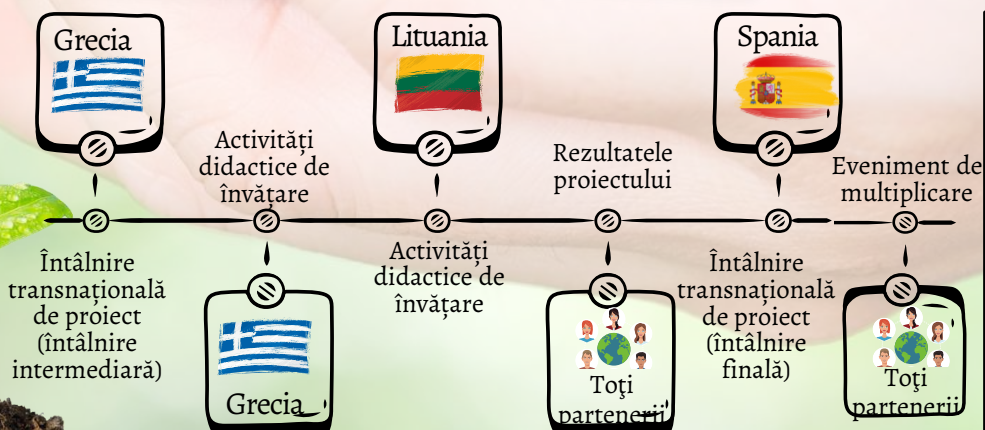 Grecia
Întâlnire
transnațională
de proiect
(întâlnire
intermediară)
Activități
didactice de
învățare
Grecia
Lituania
Activități
didactice de
învățare
Rezultatele
proiectului
Toţi
partenerii
Spania
Întâlnire
transnațională
de proiect
(întâlnire
finală)
Eveniment de
multiplicare
Toţi
partenerii